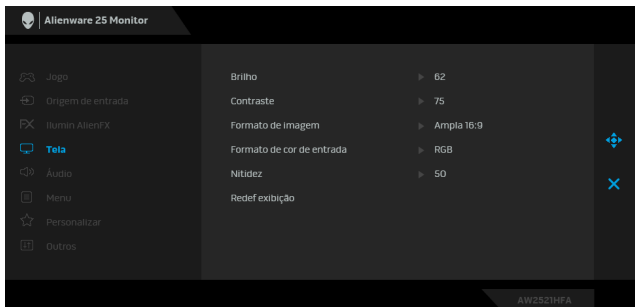 Alienware 25 Monitor
Jogo
Origem de entrada
FX Ilumin AlienFX
Tela
Áudio
Menu
Personalizar
Outros
Brilho 62
Contraste 75
Formato de imagem Ampla 16:9
Formato de cor de entrada RGB
Nitidez 50
Redef exibição
AW2521HFA